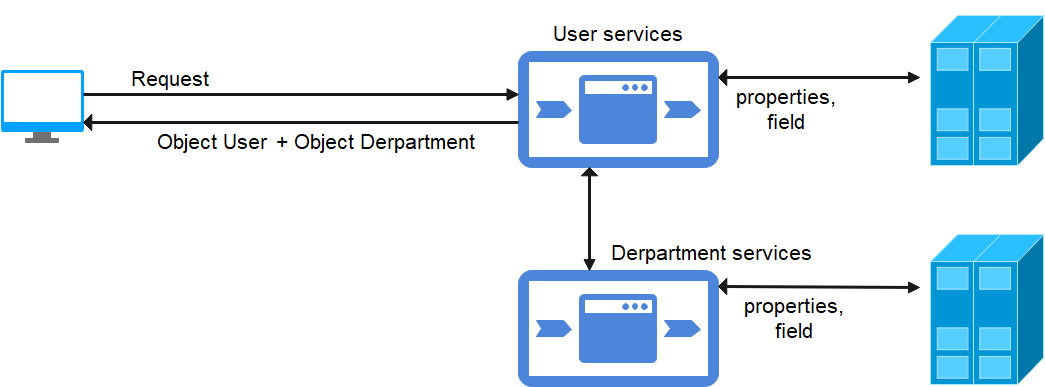 User services
Request
properties,
field
Object User + Object Derpartment
Derpartment services
properties,
field